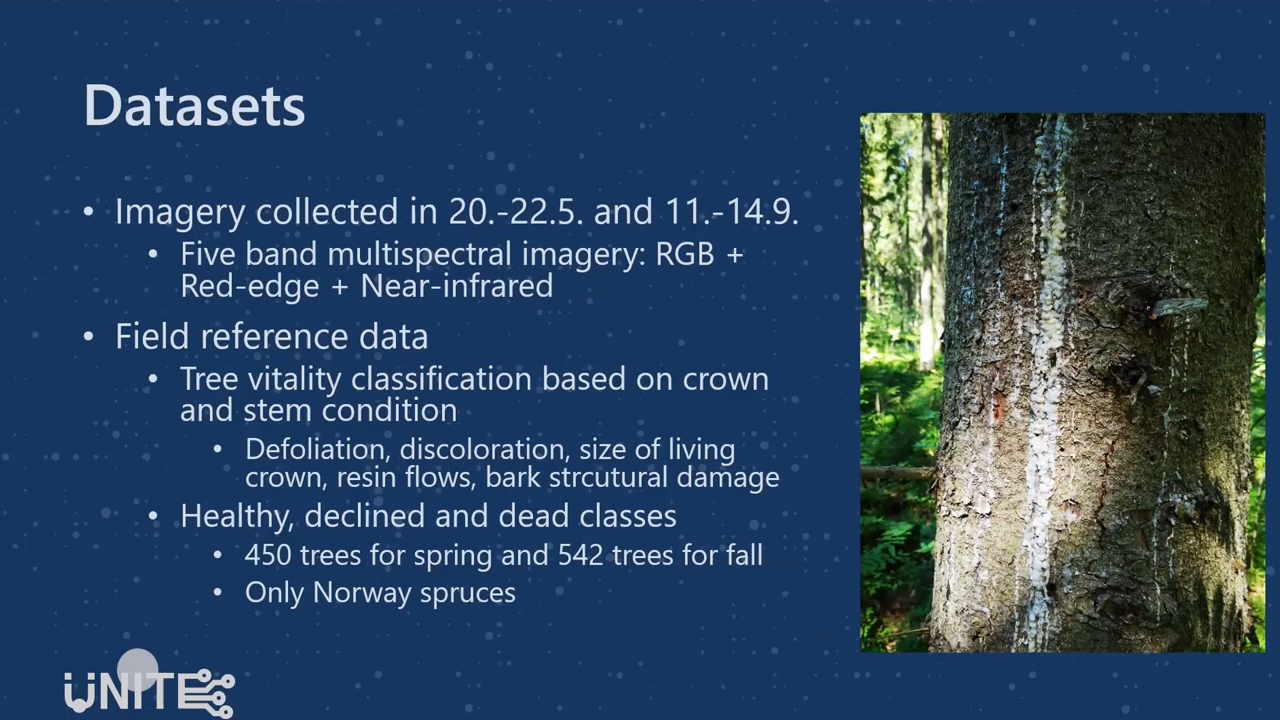 Datasets
• Imagery collected in 20.-22.5. and 11.-14.9.
• Five band multispectral imagery: RGB +
Red-edge + Near-infrared
• Field reference data
• Tree vitality classification based on crown
and stem condition
• Defoliation, discoloration, size of living
crown, resin flows, bark strcutural damage
• Healthy, declined and dead classes
• 450 trees for spring and 542 trees for fall
• Only Norway spruces
UNITE